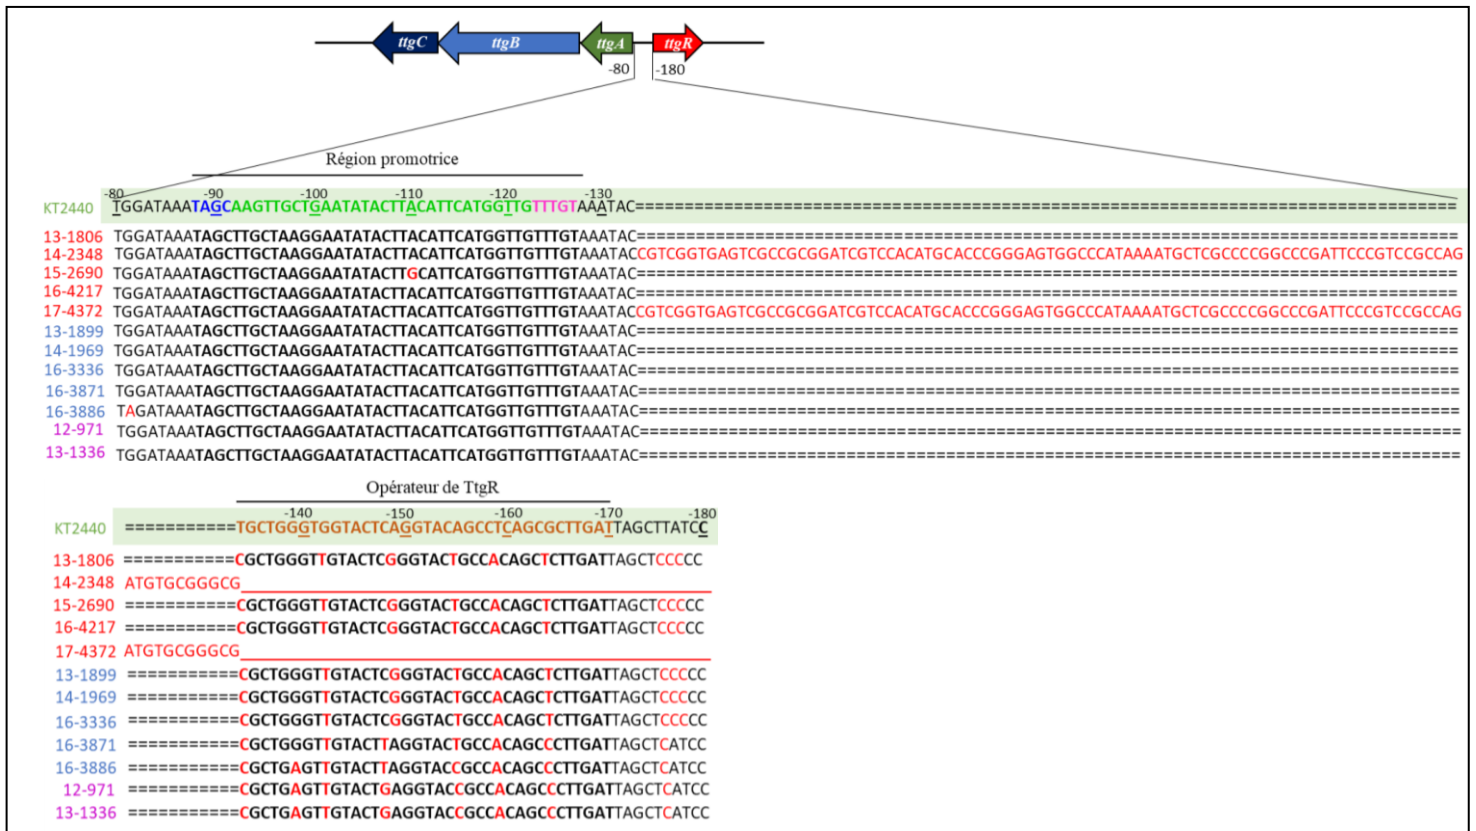 ttgC ttgB ttgA ttgR
-80 -180
Région promotrice
-80 -90 -100 -110 -120 -130
KT2440 TGGATAAATAGCAAGTTGCTGAATATACTTACATTCATGGTTGTTTGTAAATAC====================================================================================
13-1806 TGGATAAATAGCTTGCTAAGGAATATACTTACATTCATGGTTGTTTGTAAATAC====================================================================================
14-2348 TGGATAAATAGCTTGCTAAGGAATATACTTACATTCATGGTTGTTTGTAAATACCGTCGGTGAGTCGCCGCGGATCGTCCACATGCACCCGGGAGTGGCCCATAAAATGCTCGCCCCGGCCCGATTCCCGTCCGCCAG
15-2690 TGGATAAATAGCTTGCTAAGGAATATACTTGCATTCATGGTTGTTTGTAAATAC====================================================================================
16-4217 TGGATAAATAGCTTGCTAAGGAATATACTTACATTCATGGTTGTTTGTAAATAC====================================================================================
17-4372 TGGATAAATAGCTTGCTAAGGAATATACTTACATTCATGGTTGTTTGTAAATACCGTCGGTGAGTCGCCGCGGATCGTCCACATGCACCCGGGAGTGGCCCATAAAATGCTCGCCCCGGCCCGATTCCCGTCCGCCAG
13-1899 TGGATAAATAGCTTGCTAAGGAATATACTTACATTCATGGTTGTTTGTAAATAC====================================================================================
14-1969 TGGATAAATAGCTTGCTAAGGAATATACTTACATTCATGGTTGTTTGTAAATAC====================================================================================
16-3336 TGGATAAATAGCTTGCTAAGGAATATACTTACATTCATGGTTGTTTGTAAATAC====================================================================================
16-3871 TGGATAAATAGCTTGCTAAGGAATATACTTACATTCATGGTTGTTTGTAAATAC====================================================================================
16-3886 TAGATAAATAGCTTGCTAAGGAATATACTTACATTCATGGTTGTTTGTAAATAC====================================================================================
12-971 TGGATAAATAGCTTGCTAAGGAATATACTTACATTCATGGTTGTTTGTAAATAC====================================================================================
13-1336 TGGATAAATAGCTTGCTAAGGAATATACTTACATTCATGGTTGTTTGTAAATAC====================================================================================
Opérateur de TtgR
-140 -150 -160 -170 -180
KT2440 ===========TGCTGGGTGGTACTCAGGTACAGCCTCAGCGCTTGATTAGCTTATCC
13-1806 ===========CGCTGGGTTGTACTCGGGTACTGCCACAGCTCTTGATTAGCTCCCCC
14-2348 ATGTGCGGGCG
15-2690 ===========CGCTGGGTTGTACTCGGGTACTGCCACAGCTCTTGATTAGCTCCCCC
16-4217 ===========CGCTGGGTTGTACTCGGGTACTGCCACAGCTCTTGATTAGCTCCCCC
17-4372 ATGTGCGGGCG
13-1899 ===========CGCTGGGTTGTACTCGGGTACTGCCACAGCTCTTGATTAGCTCCCCC
14-1969 ===========CGCTGGGTTGTACTCGGGTACTGCCACAGCTCTTGATTAGCTCCCCC
16-3336 ===========CGCTGGGTTGTACTCGGGTACTGCCACAGCTCTTGATTAGCTCCCCC
16-3871 ===========CGCTGGGTTGTACTTAGGTACTGCCACAGCCCTTGATTAGCTCATCC
16-3886 ===========CGCTGAGTTGTACTTAGGTACCGCCACAGCCCTTGATTAGCTCATCC
12-971 ===========CGCTGAGTTGTACTGAGGTACCGCCACAGCCCTTGATTAGCTCATCC
13-1336 ===========CGCTGAGTTGTACTGAGGTACCGCCACAGCCCTTGATTAGCTCATCC